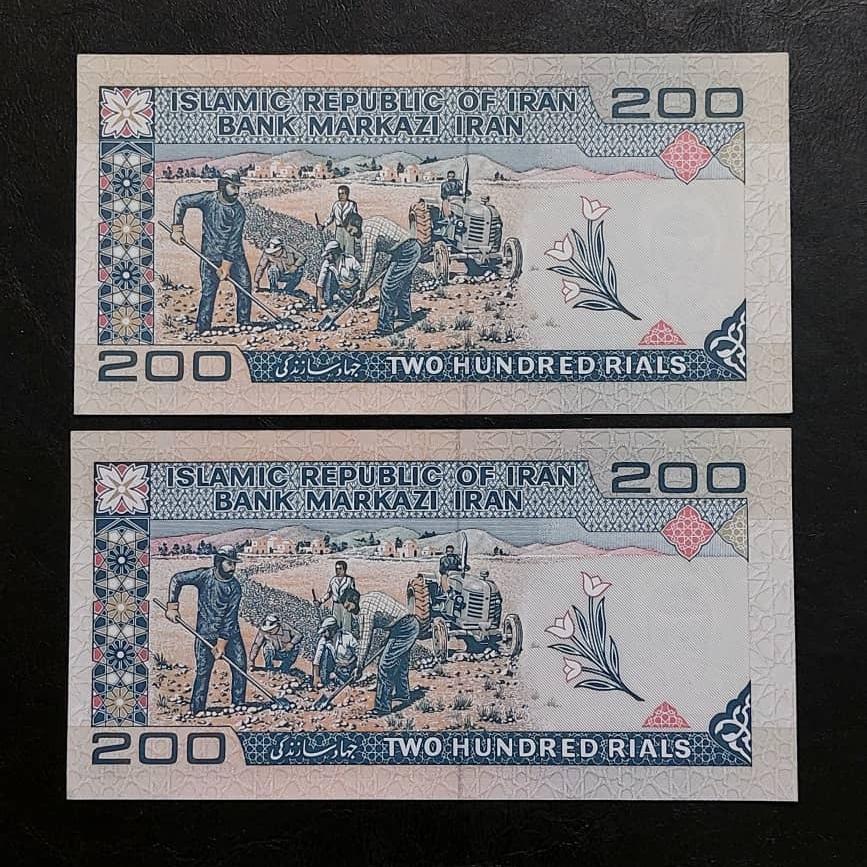 ISLAMIC REPUBLIC OF IRAN
200
BANK MARKAZI IRAN
200
جهاد سازندگی
TWO HUNDRED RIALS
ISLAMIC REPUBLIC OF IRAN
200
BANK MARKAZI IRAN
200
جهاد سازندگی
TWO HUNDRED RIALS